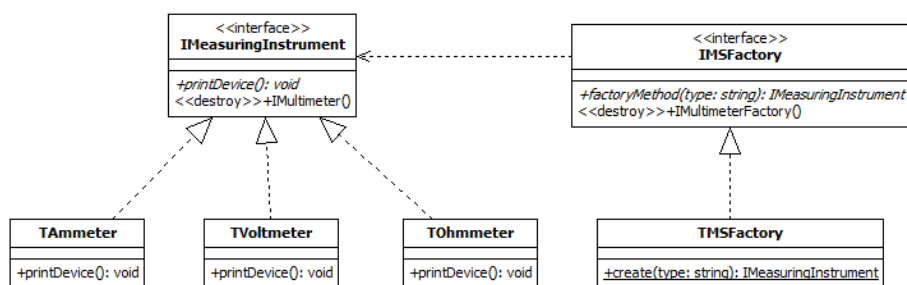 <<interface>>
IMeasuringInstrument
+printDevice(): void
<<destroy>>+IMultimeter()
<<interface>>
IMSFactory
+factoryMethod(type: string): IMeasuringInstrument
<<destroy>>+IMultimeterFactory()
TAmmeter
+printDevice(): void
TVoltmeter
+printDevice(): void
TOhmmeter
+printDevice(): void
TMSFactory
+create(type: string): IMeasuringInstrument